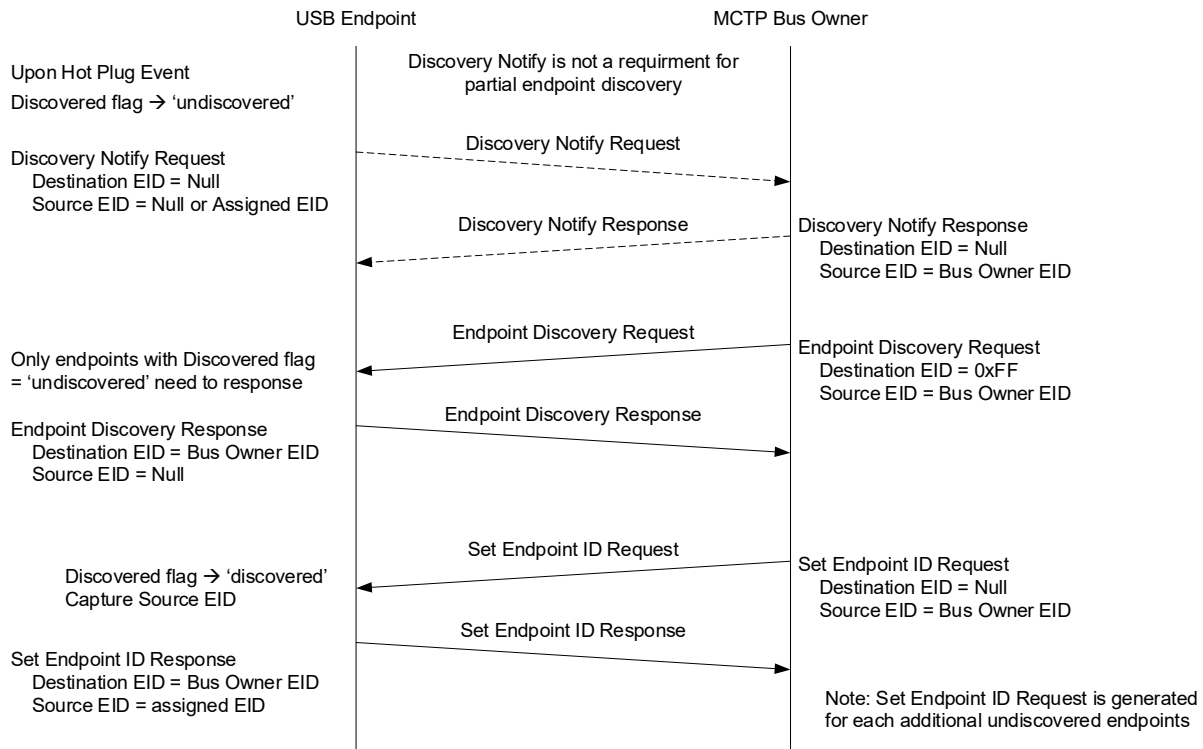 USB Endpoint
MCTP Bus Owner
Upon Hot Plug Event
Discovered flag → ‘undiscovered’
Discovery Notify is not a requirment for
partial endpoint discovery
Discovery Notify Request
Discovery Notify Request
Destination EID = Null
Source EID = Null or Assigned EID
Discovery Notify Response
Discovery Notify Response
Destination EID = Null
Source EID = Bus Owner EID
Endpoint Discovery Request
Endpoint Discovery Request
Destination EID = 0xFF
Source EID = Bus Owner EID
Only endpoints with Discovered flag
= ‘undiscovered’ need to response
Endpoint Discovery Response
Endpoint Discovery Response
Destination EID = Bus Owner EID
Source EID = Null
Set Endpoint ID Request
Set Endpoint ID Request
Destination EID = Null
Source EID = Bus Owner EID
Discovered flag → ‘discovered’
Capture Source EID
Set Endpoint ID Response
Set Endpoint ID Response
Destination EID = Bus Owner EID
Source EID = assigned EID
Note: Set Endpoint ID Request is generated
for each additional undiscovered endpoints